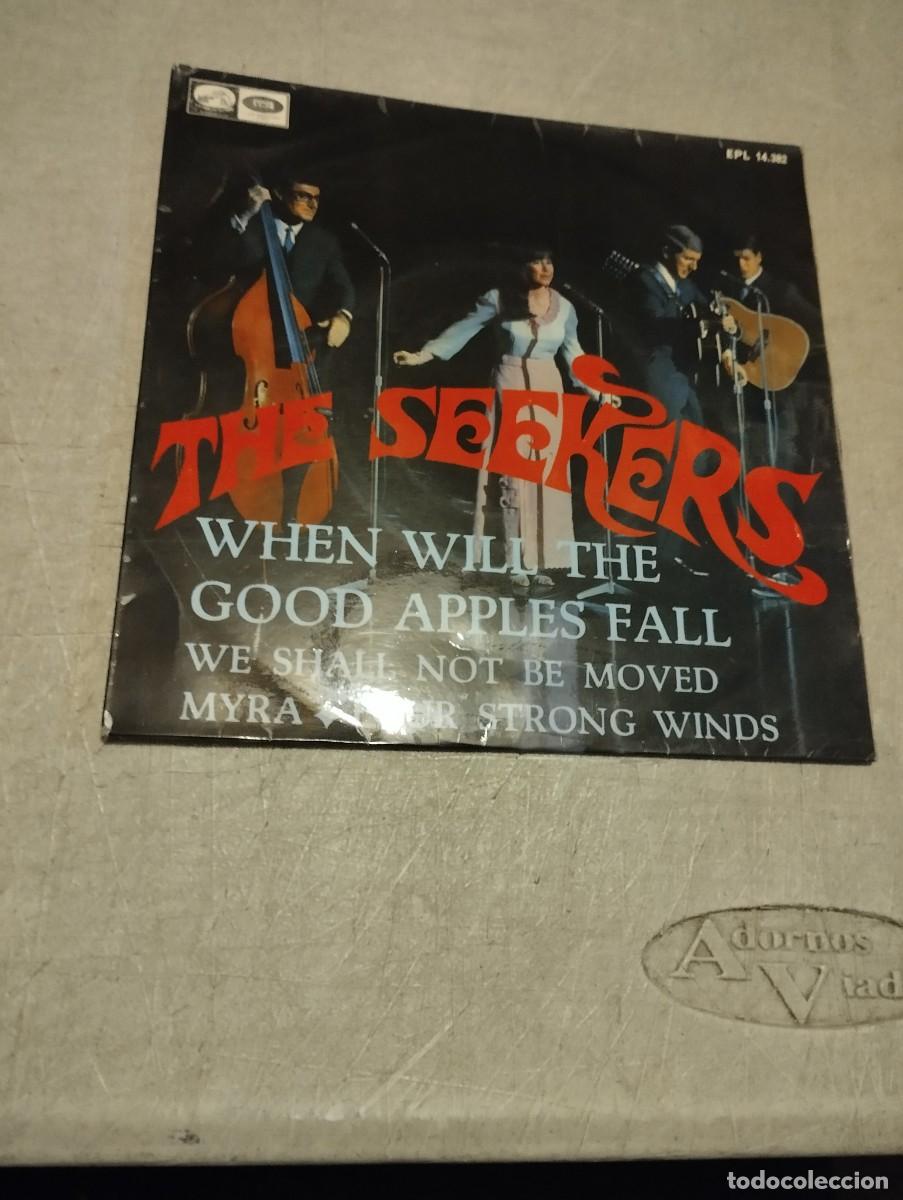 EPL 14.382
THE SEEKERS
WHEN WILL THE
GOOD APPLES FALL
WE SHALL NOT BE MOVED
MYRA STRONG WINDS
Adornos
todocoleccion